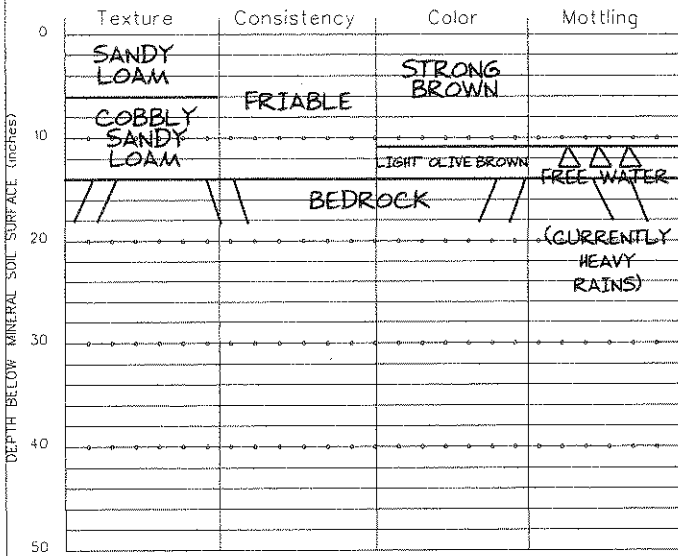 Texture Consistency Color Mottling
0
SANDY
LOAM
STRONG
BROWN
FRIABLE
COBBLY
SANDY
LOAM
10
LIGHT OLIVE BROWN
FREE WATER
BEDROCK
20
(CURRENTLY
HEAVY
RAINS)
30
40
50
DEPTH BELOW MINERAL SOIL SURFACE (inches)